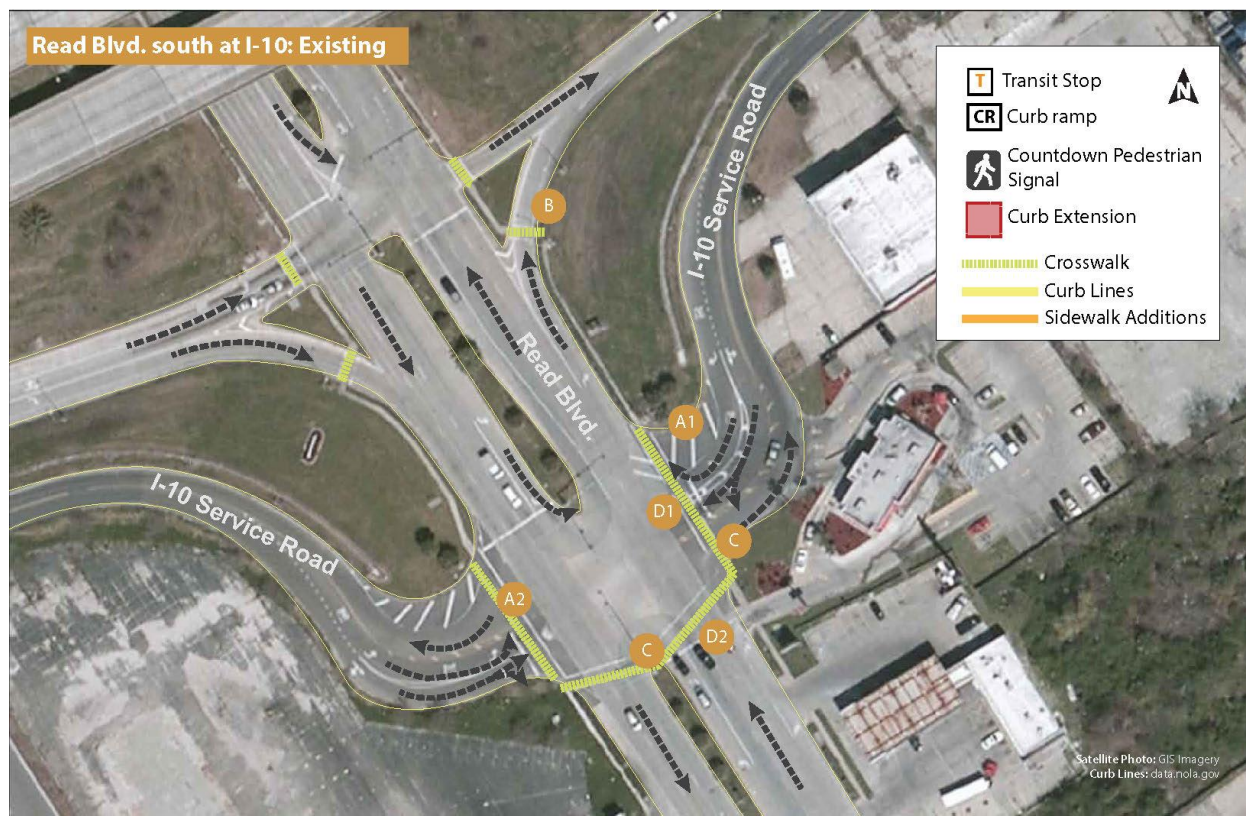 Read Blvd. south at I-10: Existing
T Transit Stop
N
CR Curb ramp
Countdown Pedestrian
Signal
Curb Extension
Crosswalk
Curb Lines
Sidewalk Additions
I-10 Service Road
B
Read Blvd.
A1
D1
C
I-10 Service Road
A2
D2
C
Satellite Photo: GIS Imagery
Curb Lines: data.nola.gov